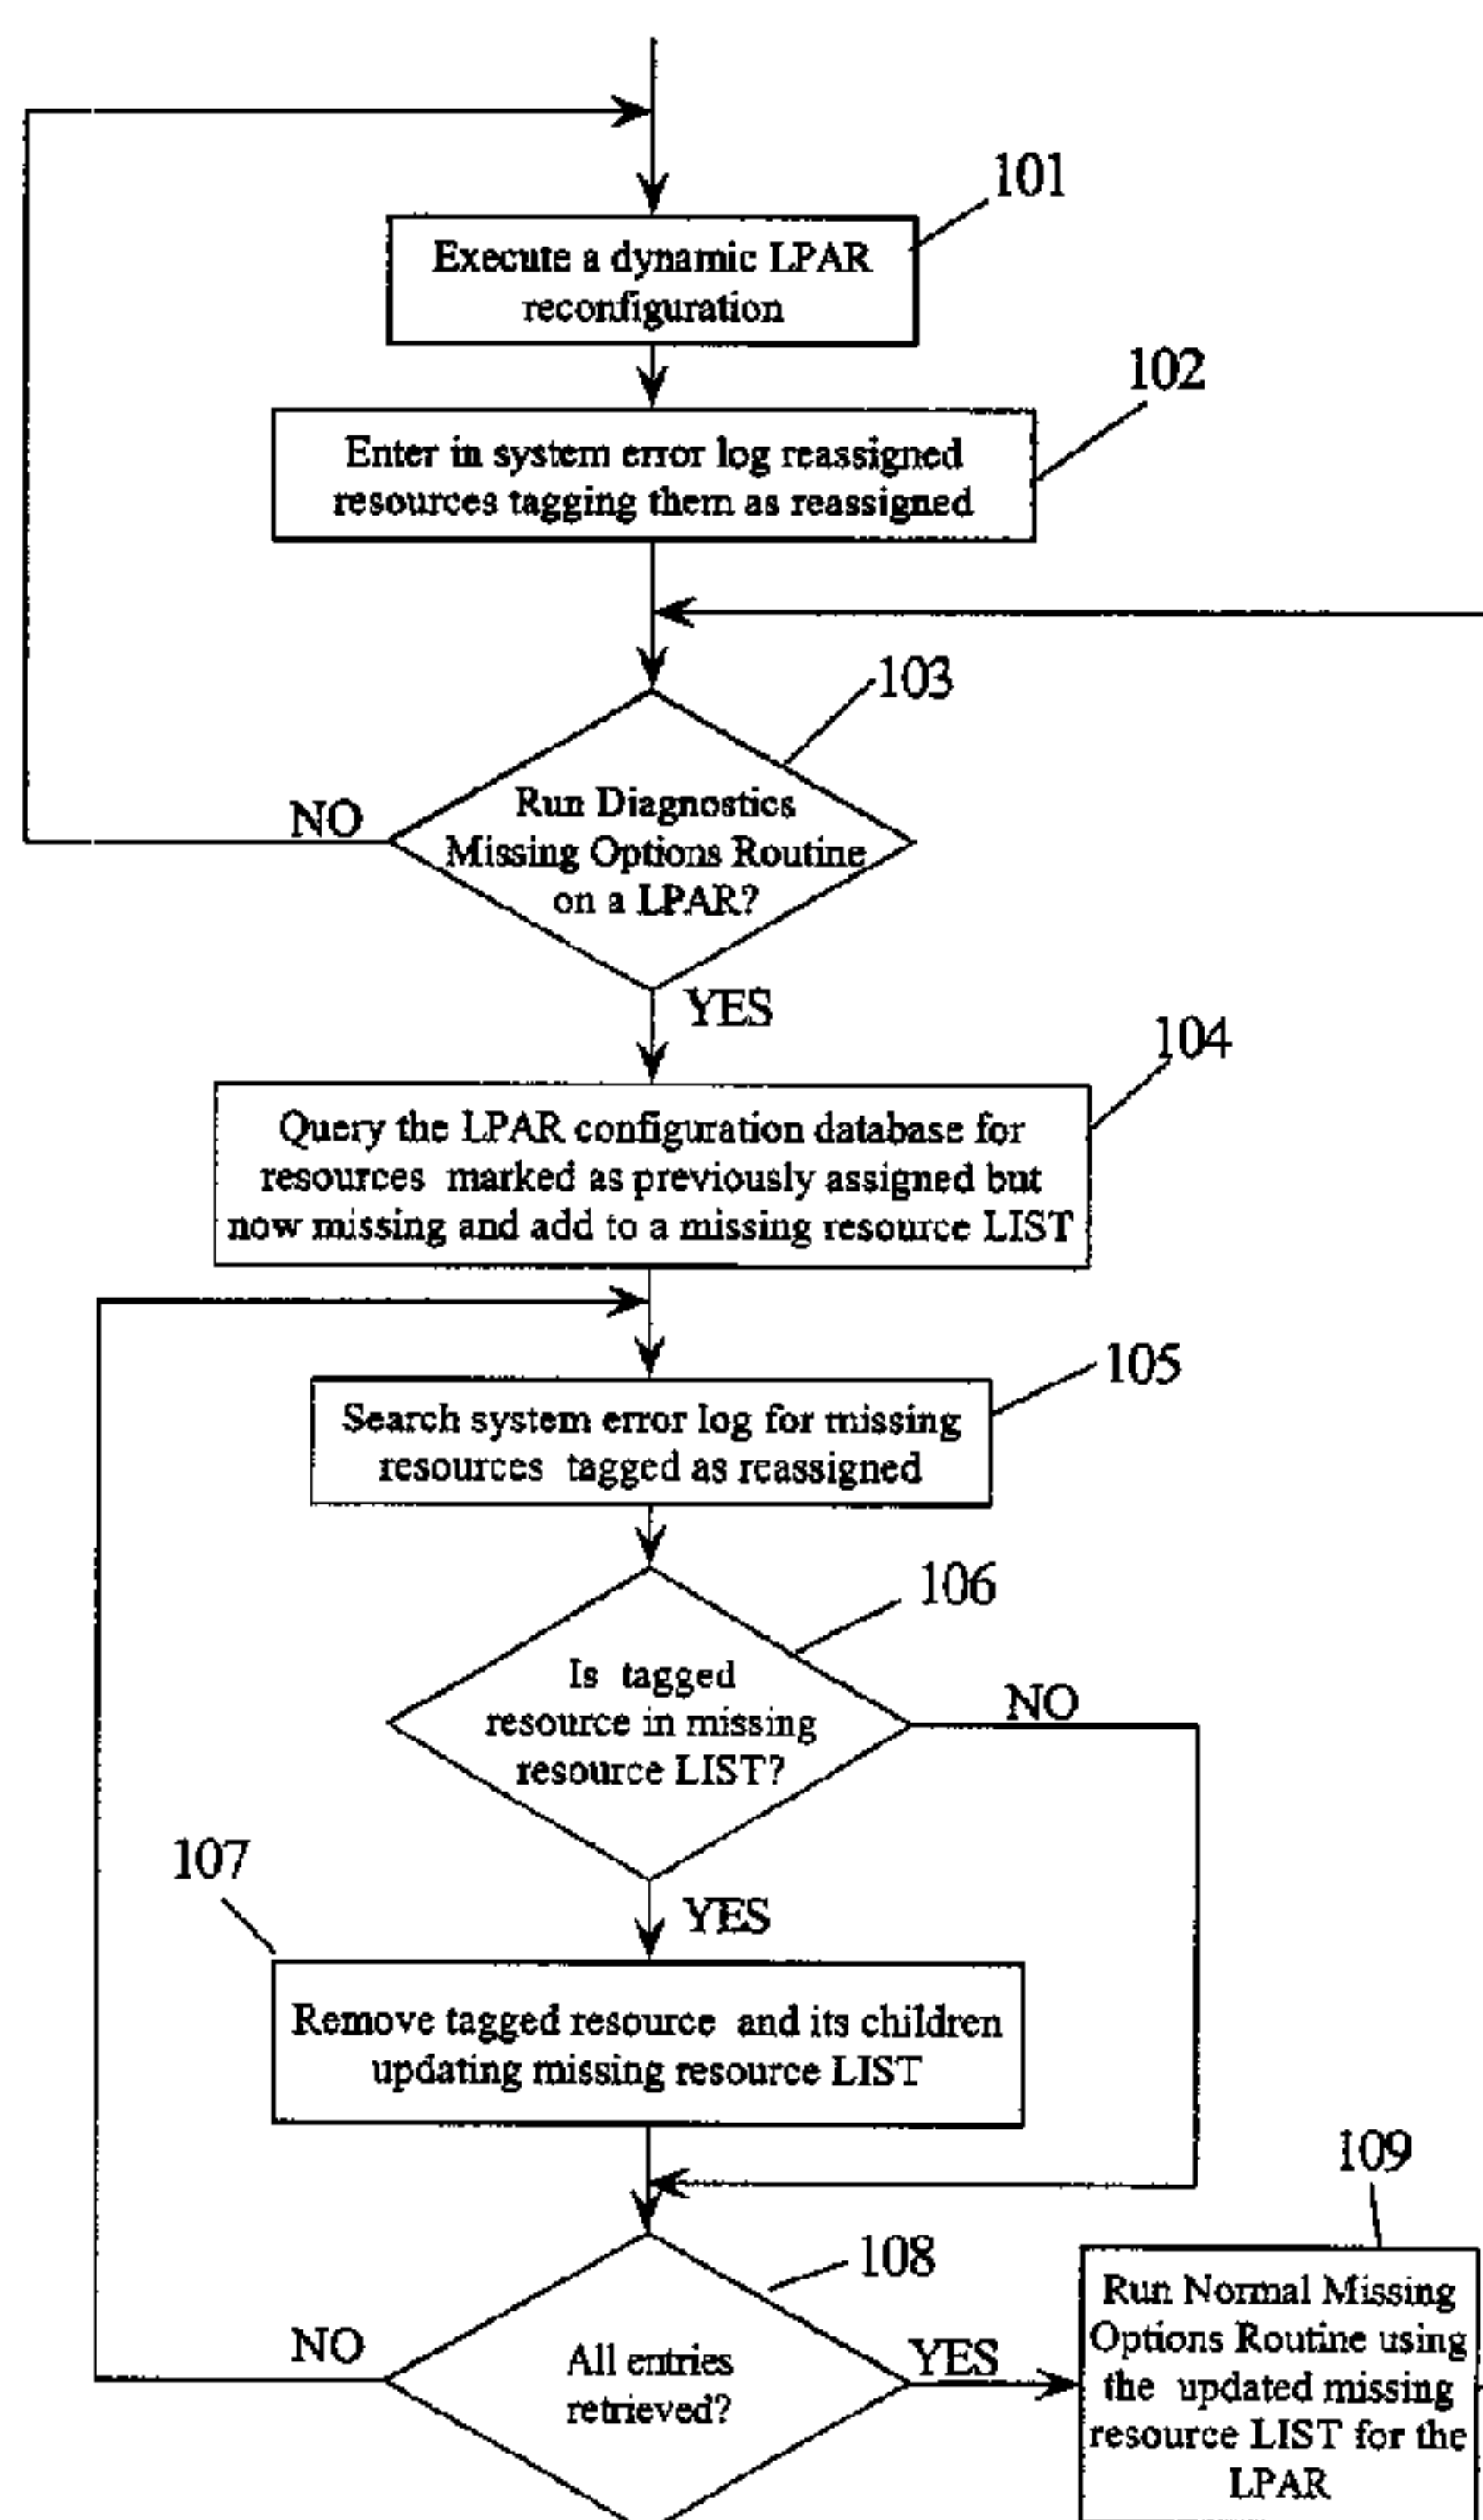 101
Execute a dynamic LPAR
reconfiguration
102
Enter in system error log reassigned
resources tagging them as reassigned
103
Run Diagnostics
Missing Options Routine
on a LPAR?
NO
YES
104
Query the LPAR configuration database for
resources marked as previously assigned but
now missing and add to a missing resource LIST
105
Search system error log for missing
resources tagged as reassigned
106
Is tagged
resource in missing
resource LIST?
NO
YES
107
Remove tagged resource and its children
updating missing resource LIST
108
All entries
retrieved?
NO
YES
109
Run Normal Missing
Options Routine using
the updated missing
resource LIST for the
LPAR